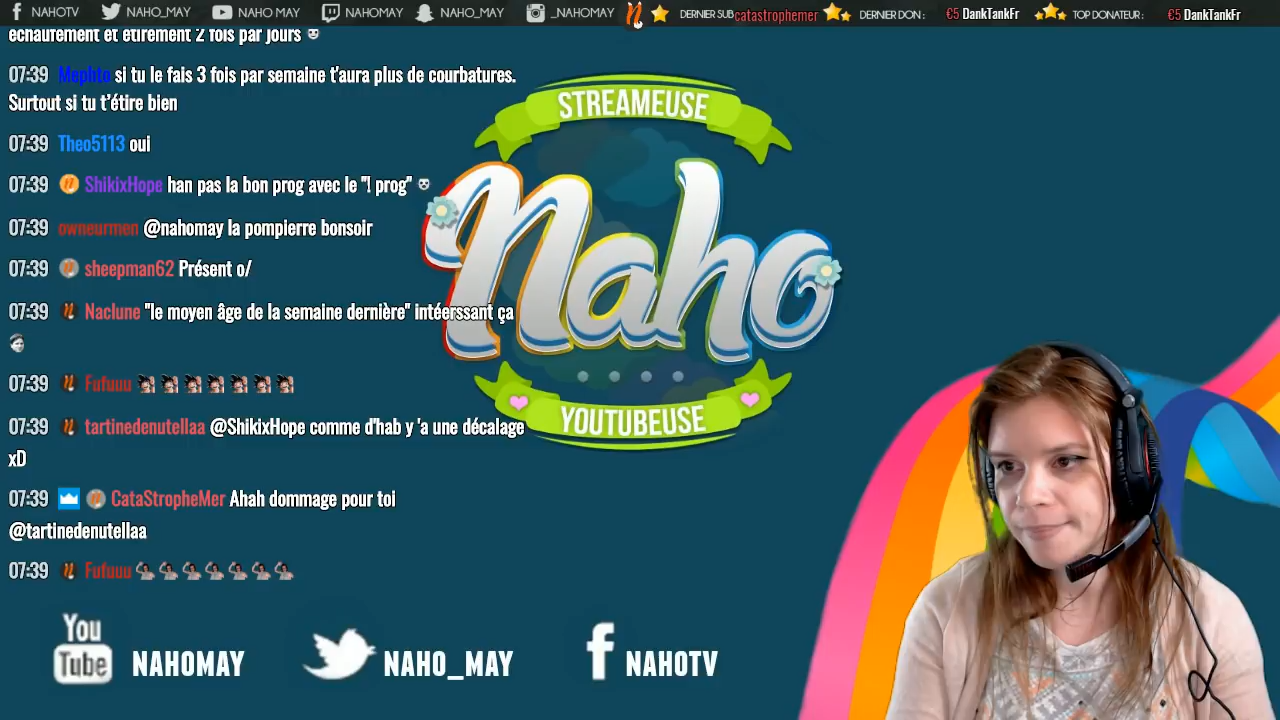 NAHOTV NAHO_MAY NAHO MAY NAHOMAY NAHO_MAY _NAHOMAY DERNIER SUB catastrophemer DERNIER DON : €5 DankTankFr TOP DONATEUR : €5 DankTankFr
échaufement et étirement 2 fois par jours
07:39 Mephto si tu le fais 3 fois par semaine t'aura plus de courbatures.
Surtout si tu t'étire bien
07:39 Theo5113 oui
07:39 ShikixHope han pas la bon prog avec le "! prog"
07:39 owneurmen @nahomay la pompierre bonsoir
07:39 sheepman62 Présent o/
07:39 Naclune "le moyen âge de la semaine dernière" intéerssant ça
07:39 Fufuuu
07:39 tartinedenutellaa @ShikixHope comme d'hab y 'a une décalage
xD
07:39 CataStropheMer Ahah dommage pour toi
@tartinedenutellaa
07:39 Fufuuu
STREAMEUSE
Naho
YOUTUBEUSE
You
Tube
NAHOMAY NAHO_MAY NAHOTV